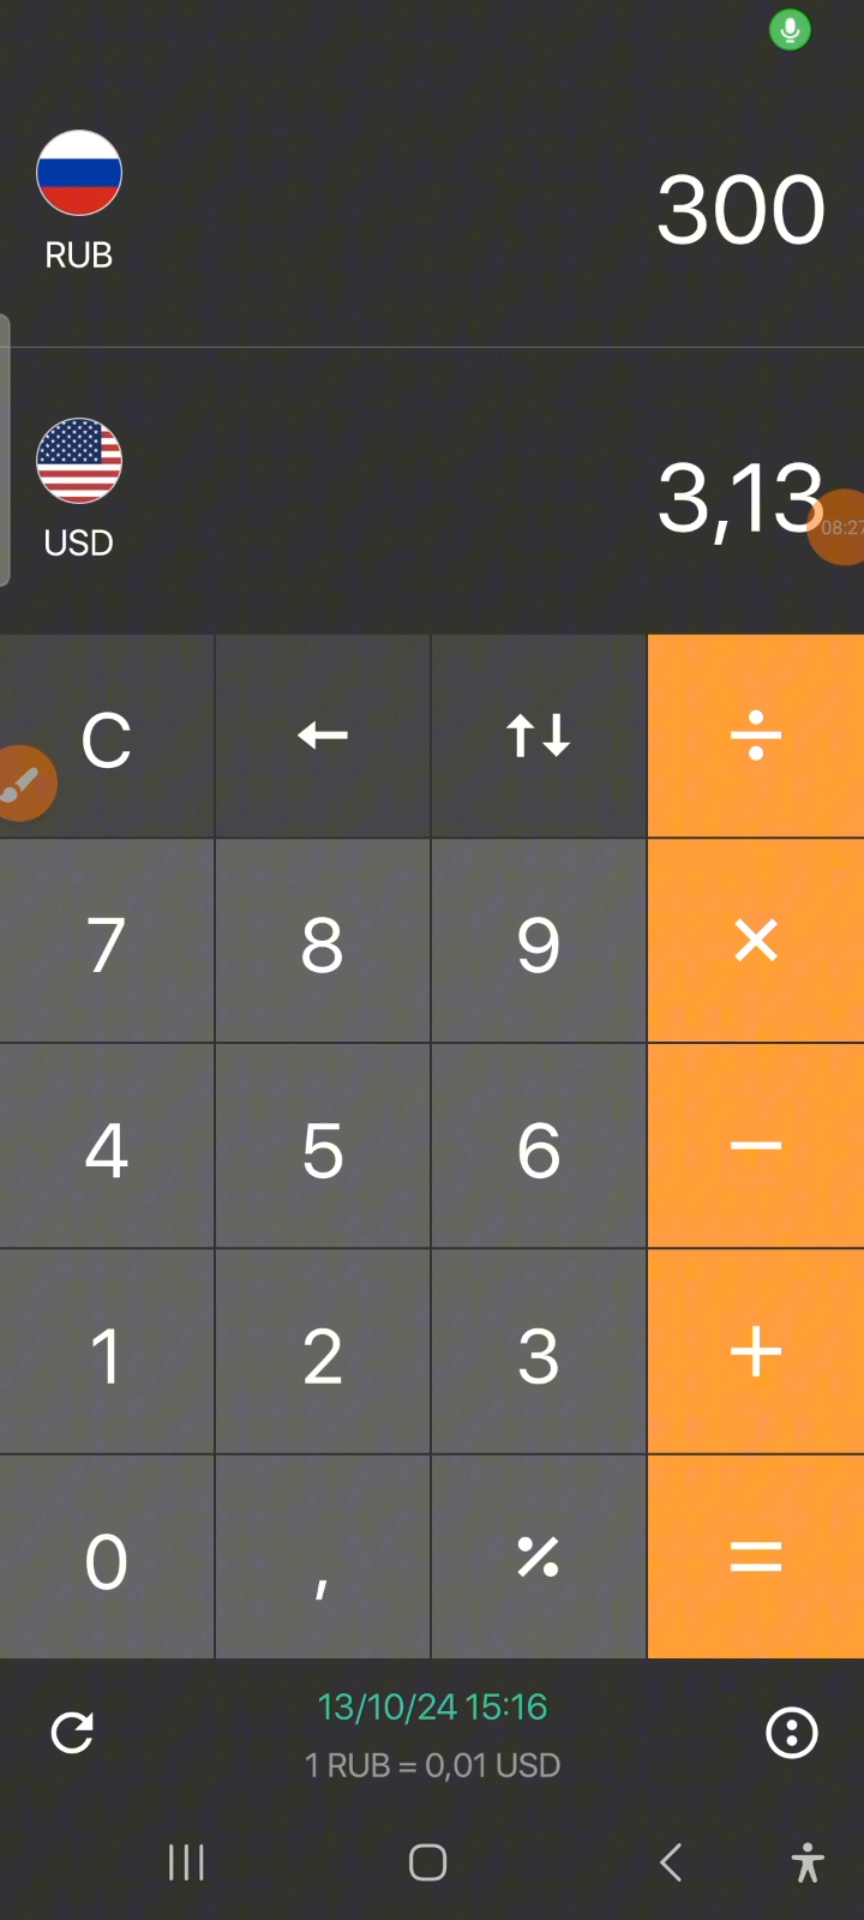 RUB
300
USD
3,13
08:27
C ← ↑↓ ÷
7 8 9 ×
4 5 6 −
1 2 3 +
0 , % =
13/10/24 15:16
1 RUB = 0,01 USD